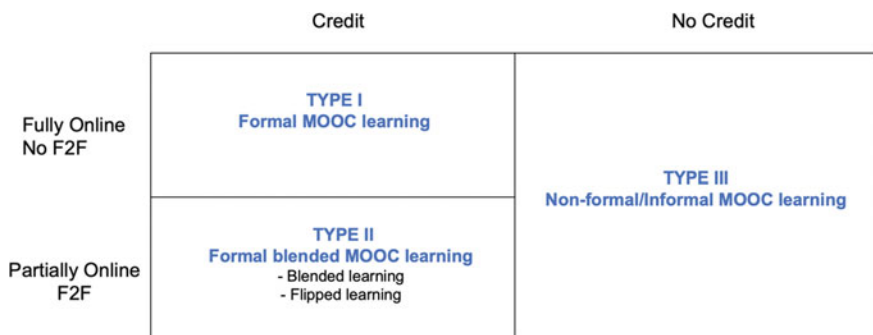 Credit
No Credit
TYPE I
Formal MOOC learning
Fully Online
No F2F
TYPE III
Non-formal/Informal MOOC learning
TYPE II
Formal blended MOOC learning
- Blended learning
- Flipped learning
Partially Online
F2F